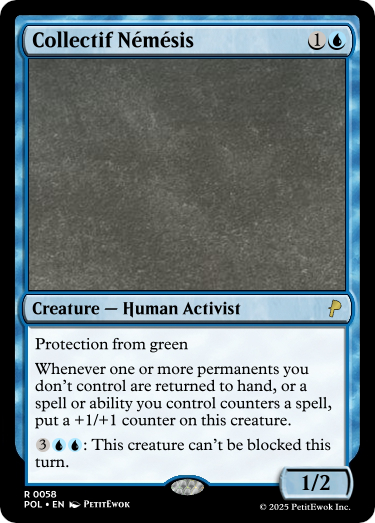 Collectif Némésis 1
Creature — Human Activist
Protection from green
Whenever one or more permanents you
don't control are returned to hand, or a
spell or ability you control counters a spell,
put a +1/+1 counter on this creature.
3: This creature can't be blocked this
turn.
1/2
R 0058
POL • EN PetitEwok
© 2025 PetitEwok Inc.